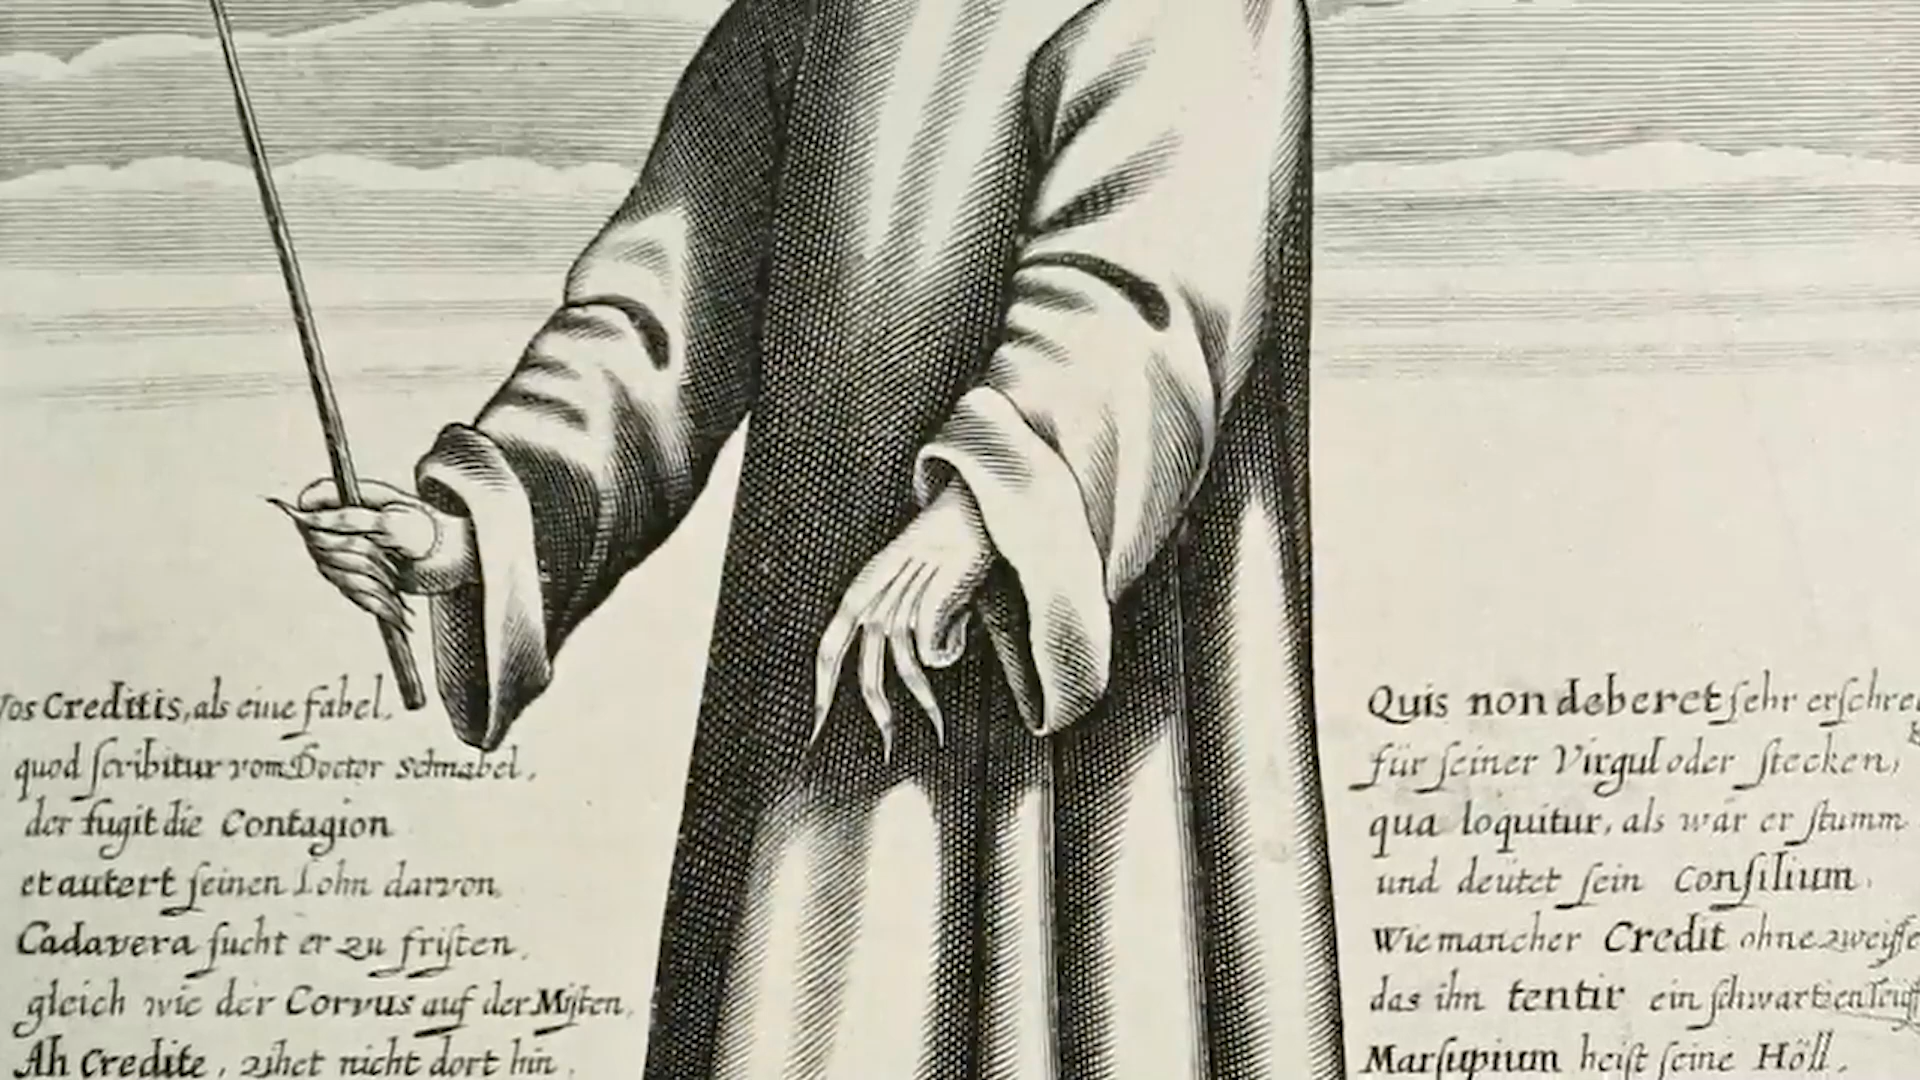 Vos Creditis, als eine fabel,
quod ſcribitur vom Doctor Schnabel,
der fugit die Contagion
et autert ſeinen Lohn darvon,
Cadavera ſucht er zu friſten,
gleich wie der Corvus auf der Miſten,
Ah Credite, zihet nicht dort hin,
Quis non deberet ſehr erſchre
für ſeiner Virgul oder ſtecken,
qua loquitur, als wär er ſtumm
und deutet ſein Conſilium.
Wie mancher Credit ohne zweiffe
das ihn tentir ein ſchwartzen Teuff
Marſupium heiſt ſeine Höll,